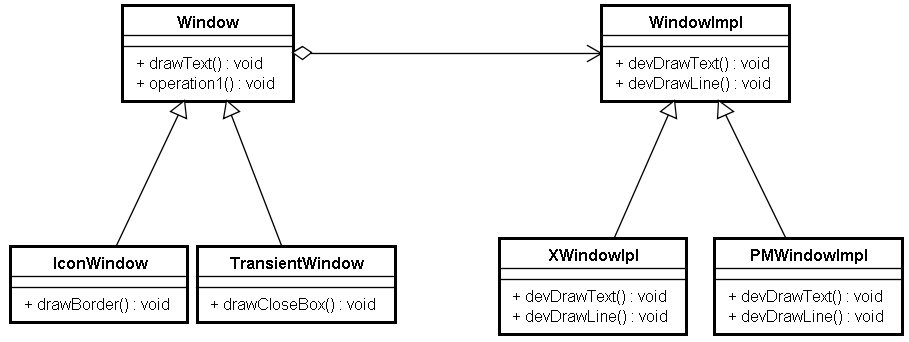 Window
+ drawText() : void
+ operation1() : void
WindowImpl
+ devDrawText() : void
+ devDrawLine() : void
IconWindow
+ drawBorder() : void
TransientWindow
+ drawCloseBox() : void
XWindowIpl
+ devDrawText() : void
+ devDrawLine() : void
PMWindowImpl
+ devDrawText() : void
+ devDrawLine() : void